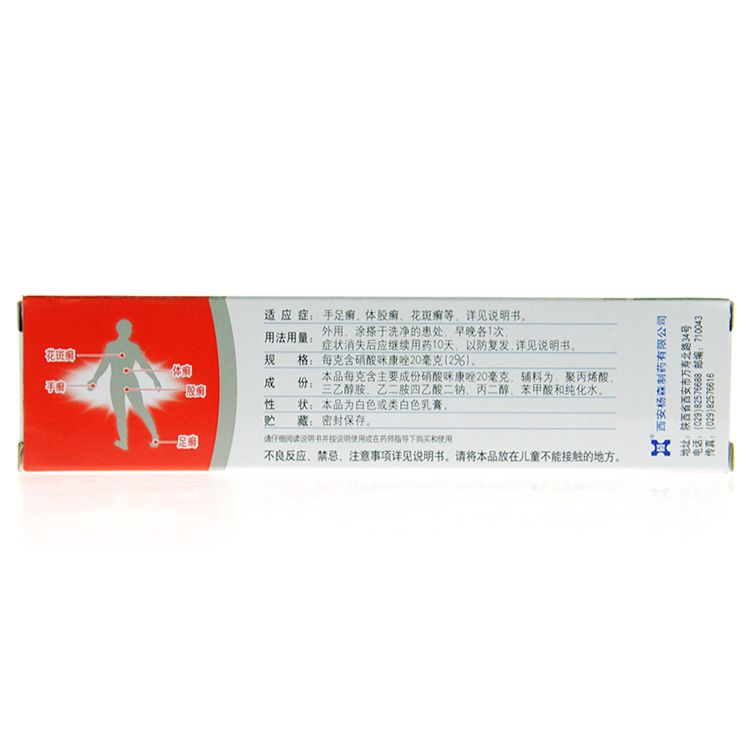 花斑癣
体癣
手癣
股癣
足癣
适应症：手足癣、体股癣、花斑癣等，详见说明书。
用法用量：外用，涂搽于洗净的患处，早晚各1次，
症状消失后应继续用药10天，以防复发，详见说明书。
规格：每克含硝酸咪康唑20毫克(2%)。
成份：本品每克含主要成份硝酸咪康唑20毫克，辅料为：聚丙烯酸、
三乙醇胺、乙二胺四乙酸二钠、丙二醇、苯甲酸和纯化水。
性状：本品为白色或类白色乳膏。
贮藏：密封保存。
请仔细阅读说明书并按说明使用或在药师指导下购买和使用
不良反应、禁忌、注意事项详见说明书。请将本品放在儿童不能接触的地方。
西安杨森制药有限公司
地址：陕西省西安市万寿北路34号
电话：(029)82576688 邮编：710043
传真：(029)82576616